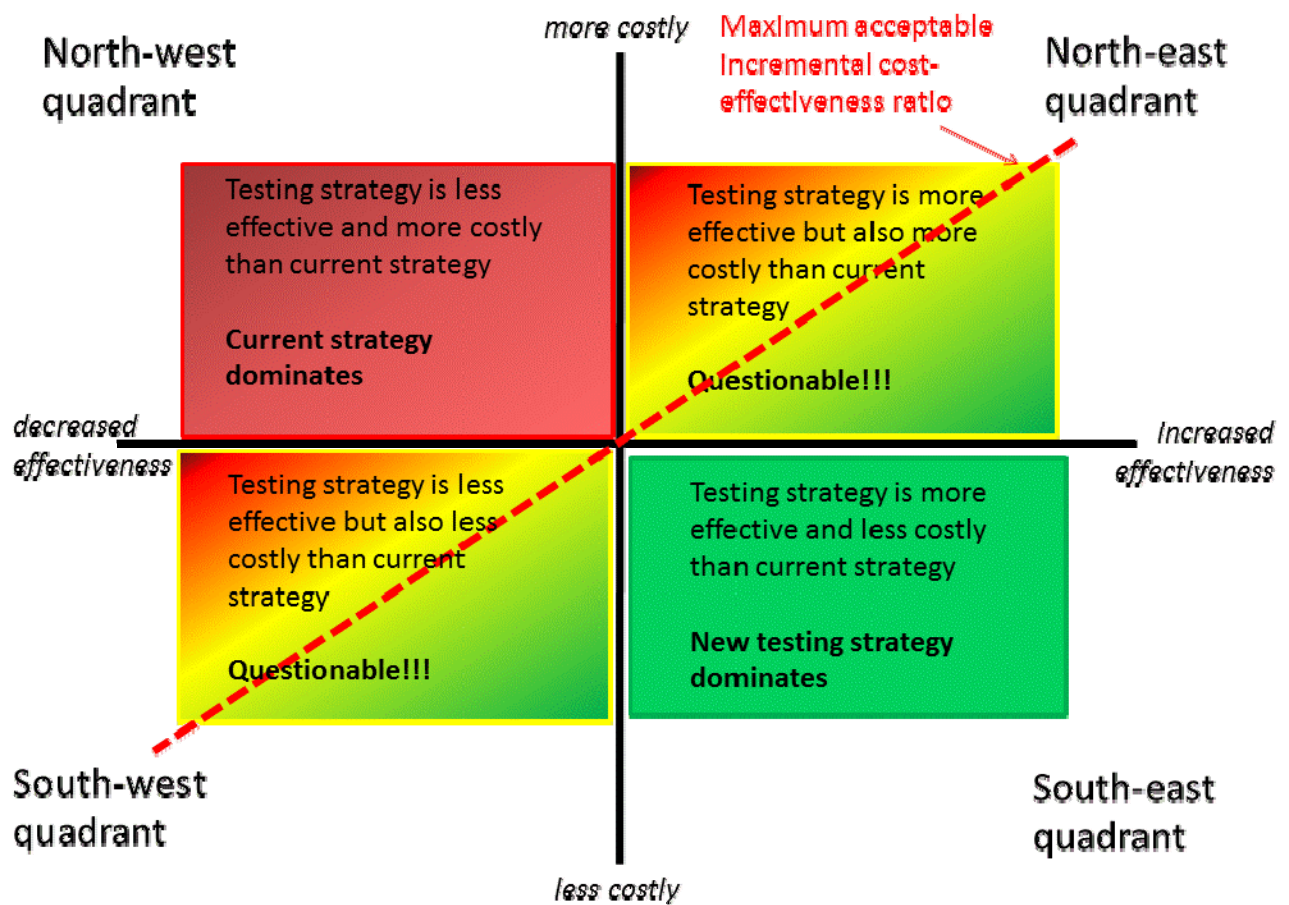 more costly
Maximum acceptable
Incremental cost-
effectiveness ratio
North-west
quadrant
North-east
quadrant
Testing strategy is less
effective and more costly
than current strategy
Current strategy
dominates
Testing strategy is more
effective but also more
costly than current
strategy
Questionable!!!
decreased
effectiveness
Increased
effectiveness
Testing strategy is less
effective but also less
costly than current
strategy
Questionable!!!
Testing strategy is more
effective and less costly
than current strategy
New testing strategy
dominates
South-west
quadrant
South-east
quadrant
less costly